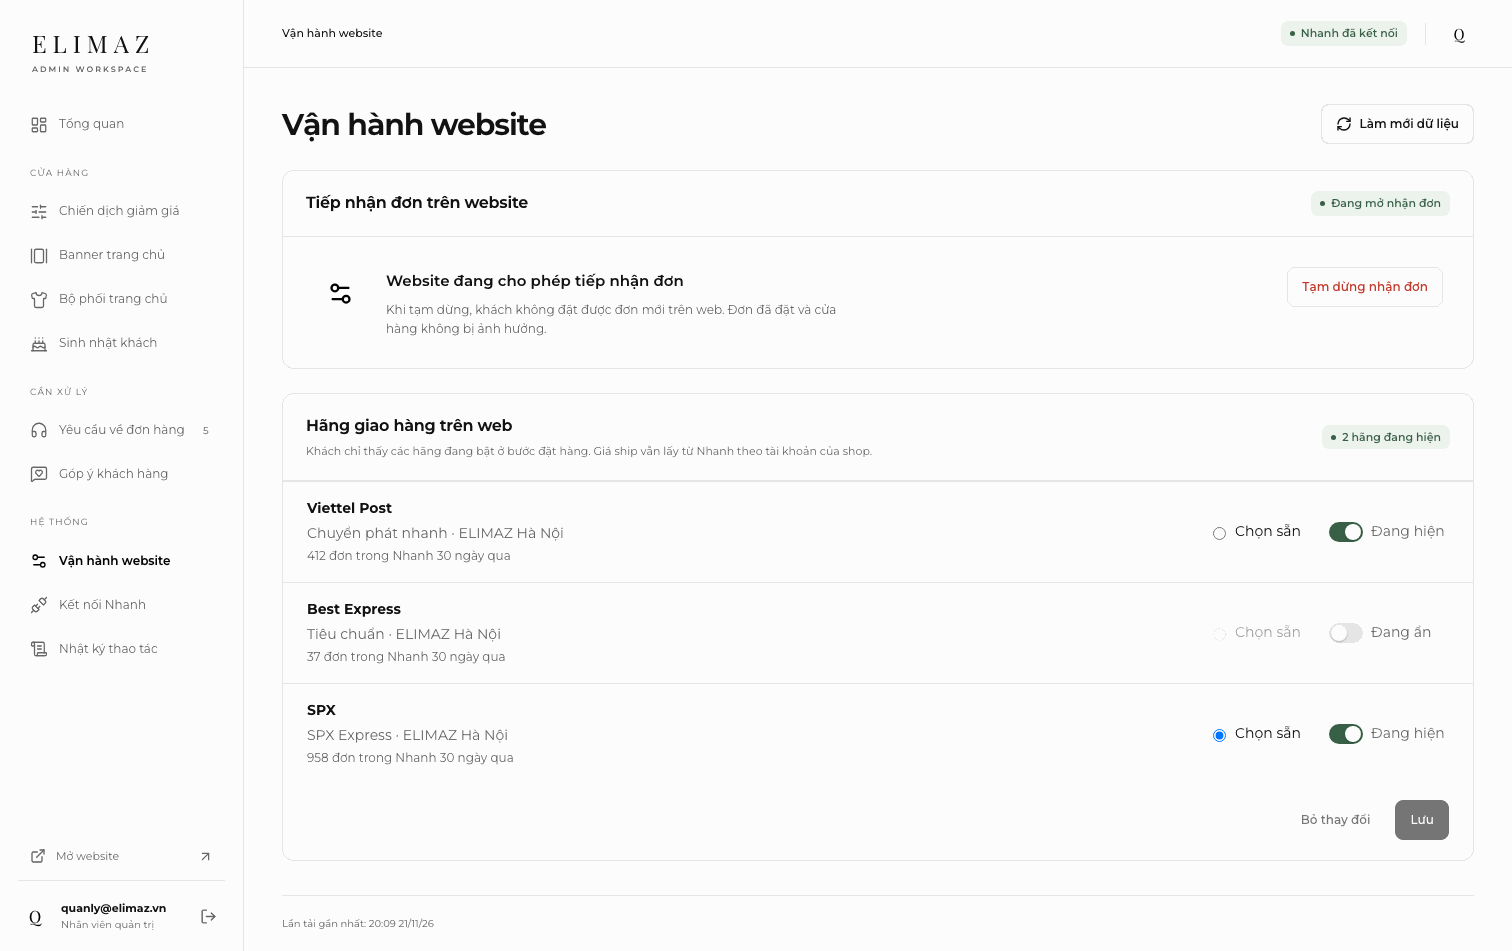 ELIMAZ
ADMIN WORKSPACE
Tổng quan
CỬA HÀNG
Chiến dịch giảm giá
Banner trang chủ
Bộ phối trang chủ
Sinh nhật khách
CẦN XỬ LÝ
Yêu cầu về đơn hàng 5
Góp ý khách hàng
HỆ THỐNG
Vận hành website
Kết nối Nhanh
Nhật ký thao tác
Mở website
Q
quanly@elimaz.vn
Nhân viên quản trị
Vận hành website
Nhanh đã kết nối
Q
Vận hành website
Làm mới dữ liệu
Tiếp nhận đơn trên website
Đang mở nhận đơn
Website đang cho phép tiếp nhận đơn
Khi tạm dừng, khách không đặt được đơn mới trên web. Đơn đã đặt và cửa
hàng không bị ảnh hưởng.
Tạm dừng nhận đơn
Hãng giao hàng trên web
Khách chỉ thấy các hãng đang bật ở bước đặt hàng. Giá ship vẫn lấy từ Nhanh theo tài khoản của shop.
2 hãng đang hiện
Viettel Post
Chuyển phát nhanh · ELIMAZ Hà Nội
412 đơn trong Nhanh 30 ngày qua
Chọn sẵn
Đang hiện
Best Express
Tiêu chuẩn · ELIMAZ Hà Nội
37 đơn trong Nhanh 30 ngày qua
Chọn sẵn
Đang ẩn
SPX
SPX Express · ELIMAZ Hà Nội
958 đơn trong Nhanh 30 ngày qua
Chọn sẵn
Đang hiện
Bỏ thay đổi
Lưu
Lần tải gần nhất: 20:09 21/11/26